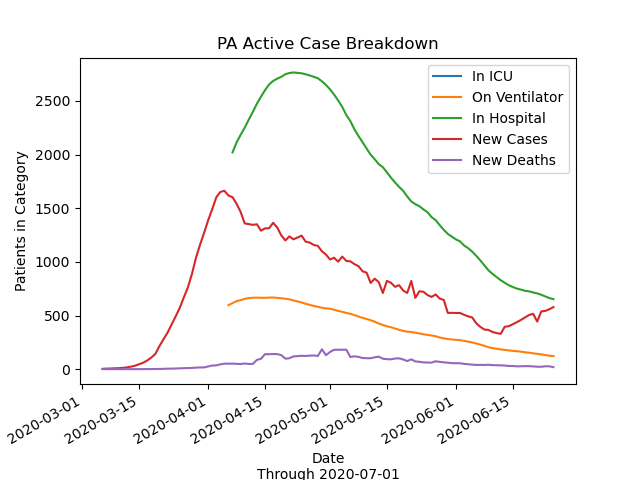 PA Active Case Breakdown
In ICU
On Ventilator
In Hospital
New Cases
New Deaths
Patients in Category
2500
2000
1500
1000
500
0
2020-03-01
2020-03-15
2020-04-01
2020-04-15
2020-05-01
2020-05-15
2020-06-01
2020-06-15
Date
Through 2020-07-01